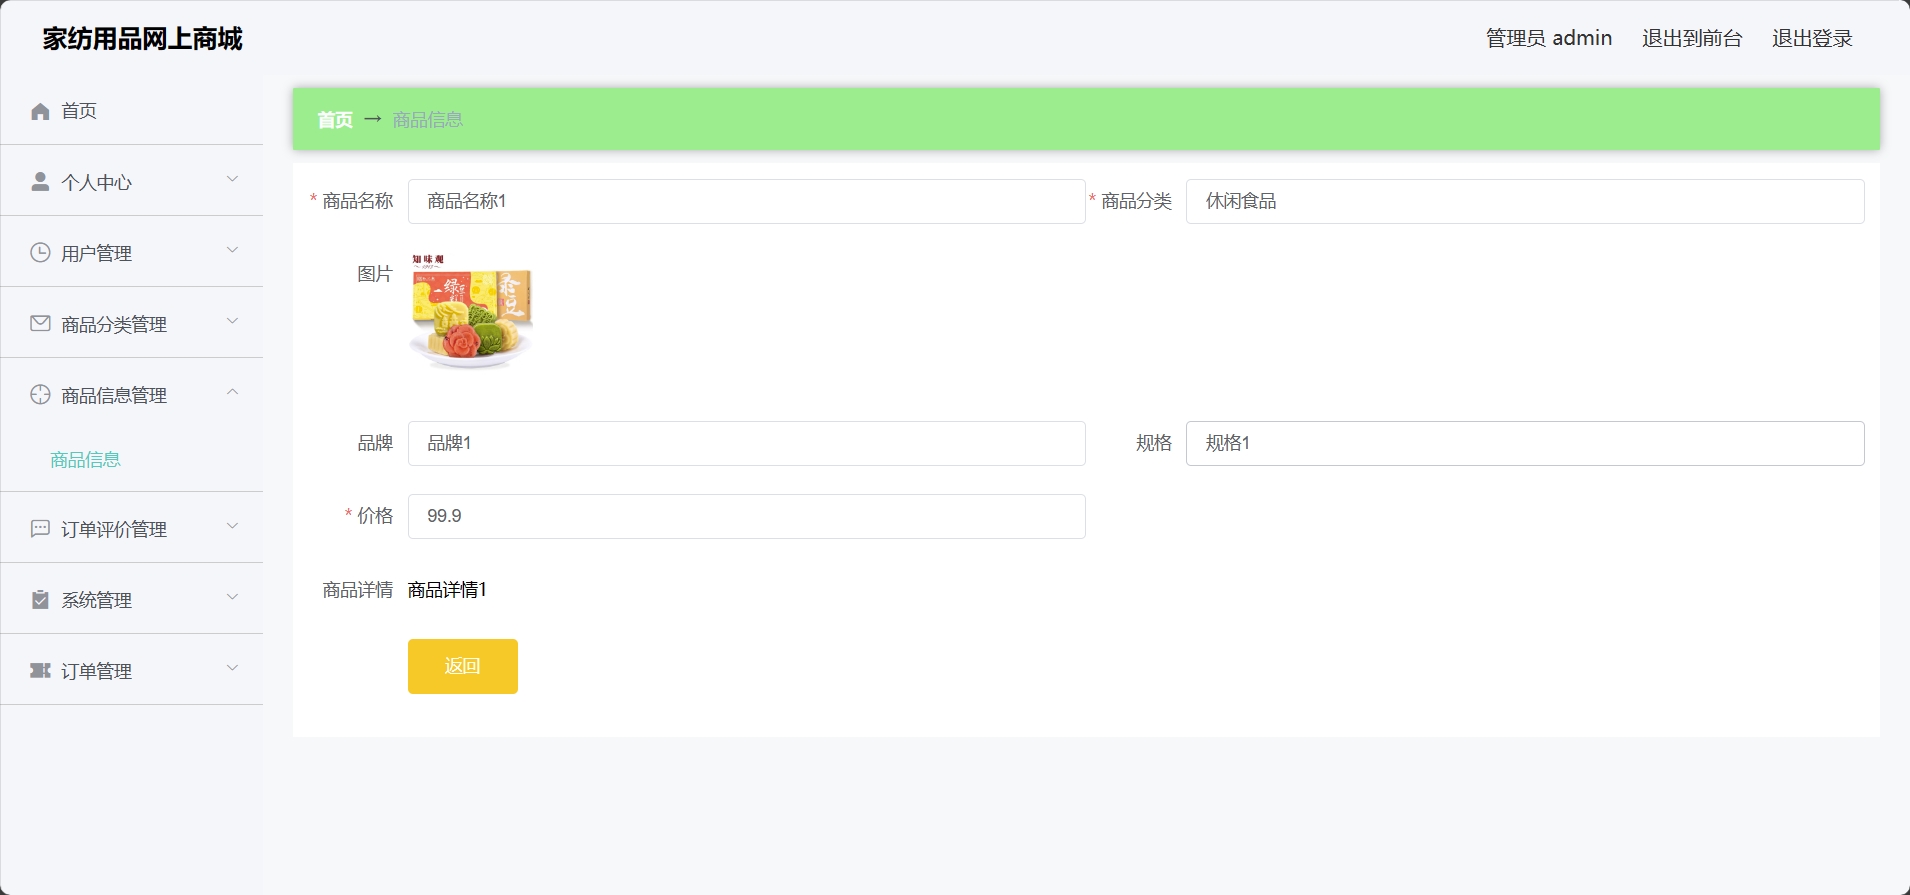 家纺用品网上商城
管理员 admin 退出到前台 退出登录
首页
个人中心
用户管理
商品分类管理
商品信息管理
商品信息
订单评价管理
系统管理
订单管理
首页 → 商品信息
* 商品名称 商品名称1 * 商品分类 休闲食品
图片
知味观
绿豆
品牌 品牌1 规格 规格1
* 价格 99.9
商品详情 商品详情1
返回